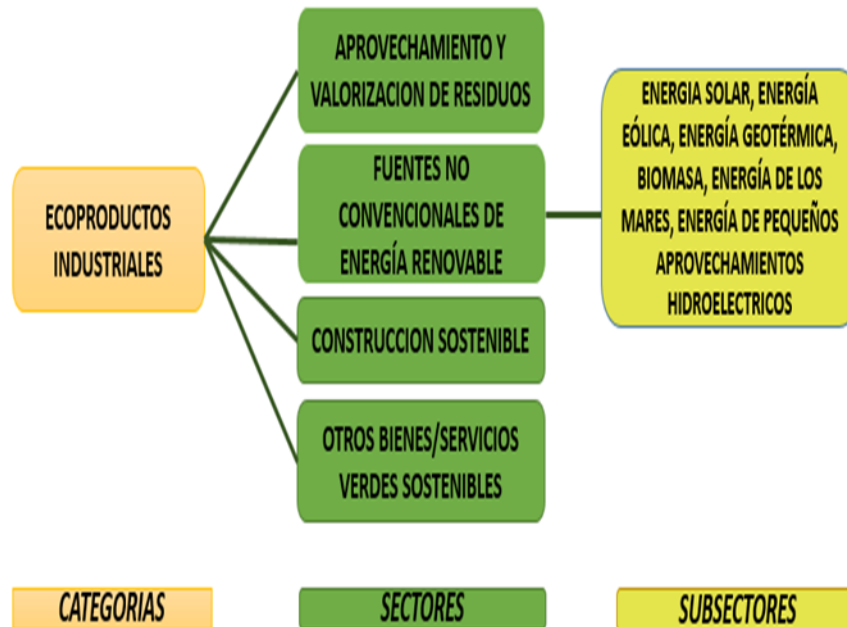 ECOPRODUCTOS
INDUSTRIALES
APROVECHAMIENTO Y
VALORIZACION DE RESIDUOS
FUENTES NO
CONVENCIONALES DE
ENERGÍA RENOVABLE
CONSTRUCCION SOSTENIBLE
OTROS BIENES/SERVICIOS
VERDES SOSTENIBLES
ENERGIA SOLAR, ENERGÍA
EÓLICA, ENERGÍA GEOTÉRMICA,
BIOMASA, ENERGÍA DE LOS
MARES, ENERGÍA DE PEQUEÑOS
APROVECHAMIENTOS
HIDROELECTRICOS
CATEGORIAS
SECTORES
SUBSECTORES